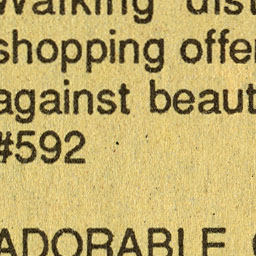 Walking dist
shopping offe
against beaut
#592
ADORABLE